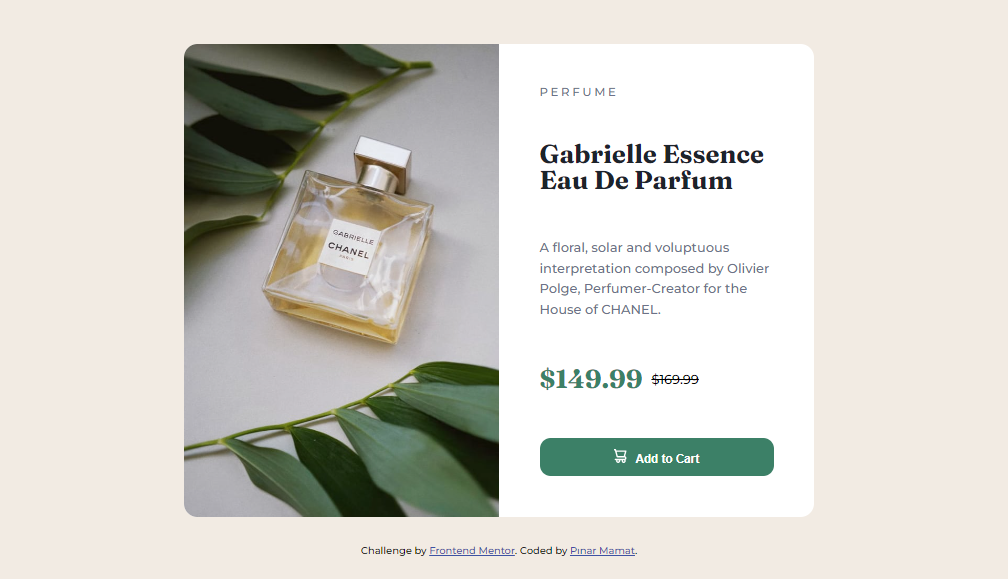 GABRIELLE
CHANEL
PARIS
PERFUME
Gabrielle Essence
Eau De Parfum
A floral, solar and voluptuous
interpretation composed by Olivier
Polge, Perfumer-Creator for the
House of CHANEL.
$149.99 $169.99
Add to Cart
Challenge by Frontend Mentor. Coded by Pınar Mamat.